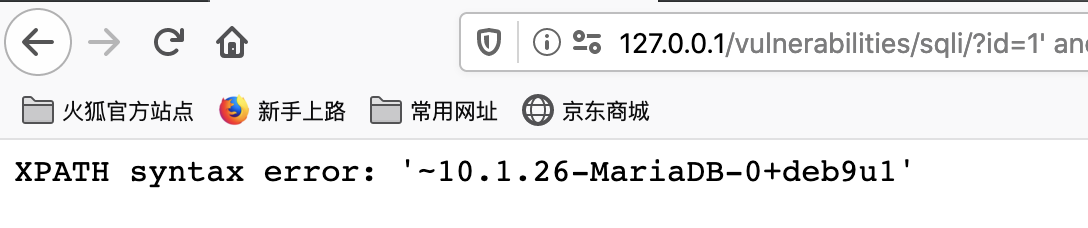 127.0.0.1/vulnerabilities/sqli/?id=1' and
火狐官方站点 新手上路 常用网址 京东商城
XPATH syntax error: '~10.1.26-MariaDB-0+deb9u1'